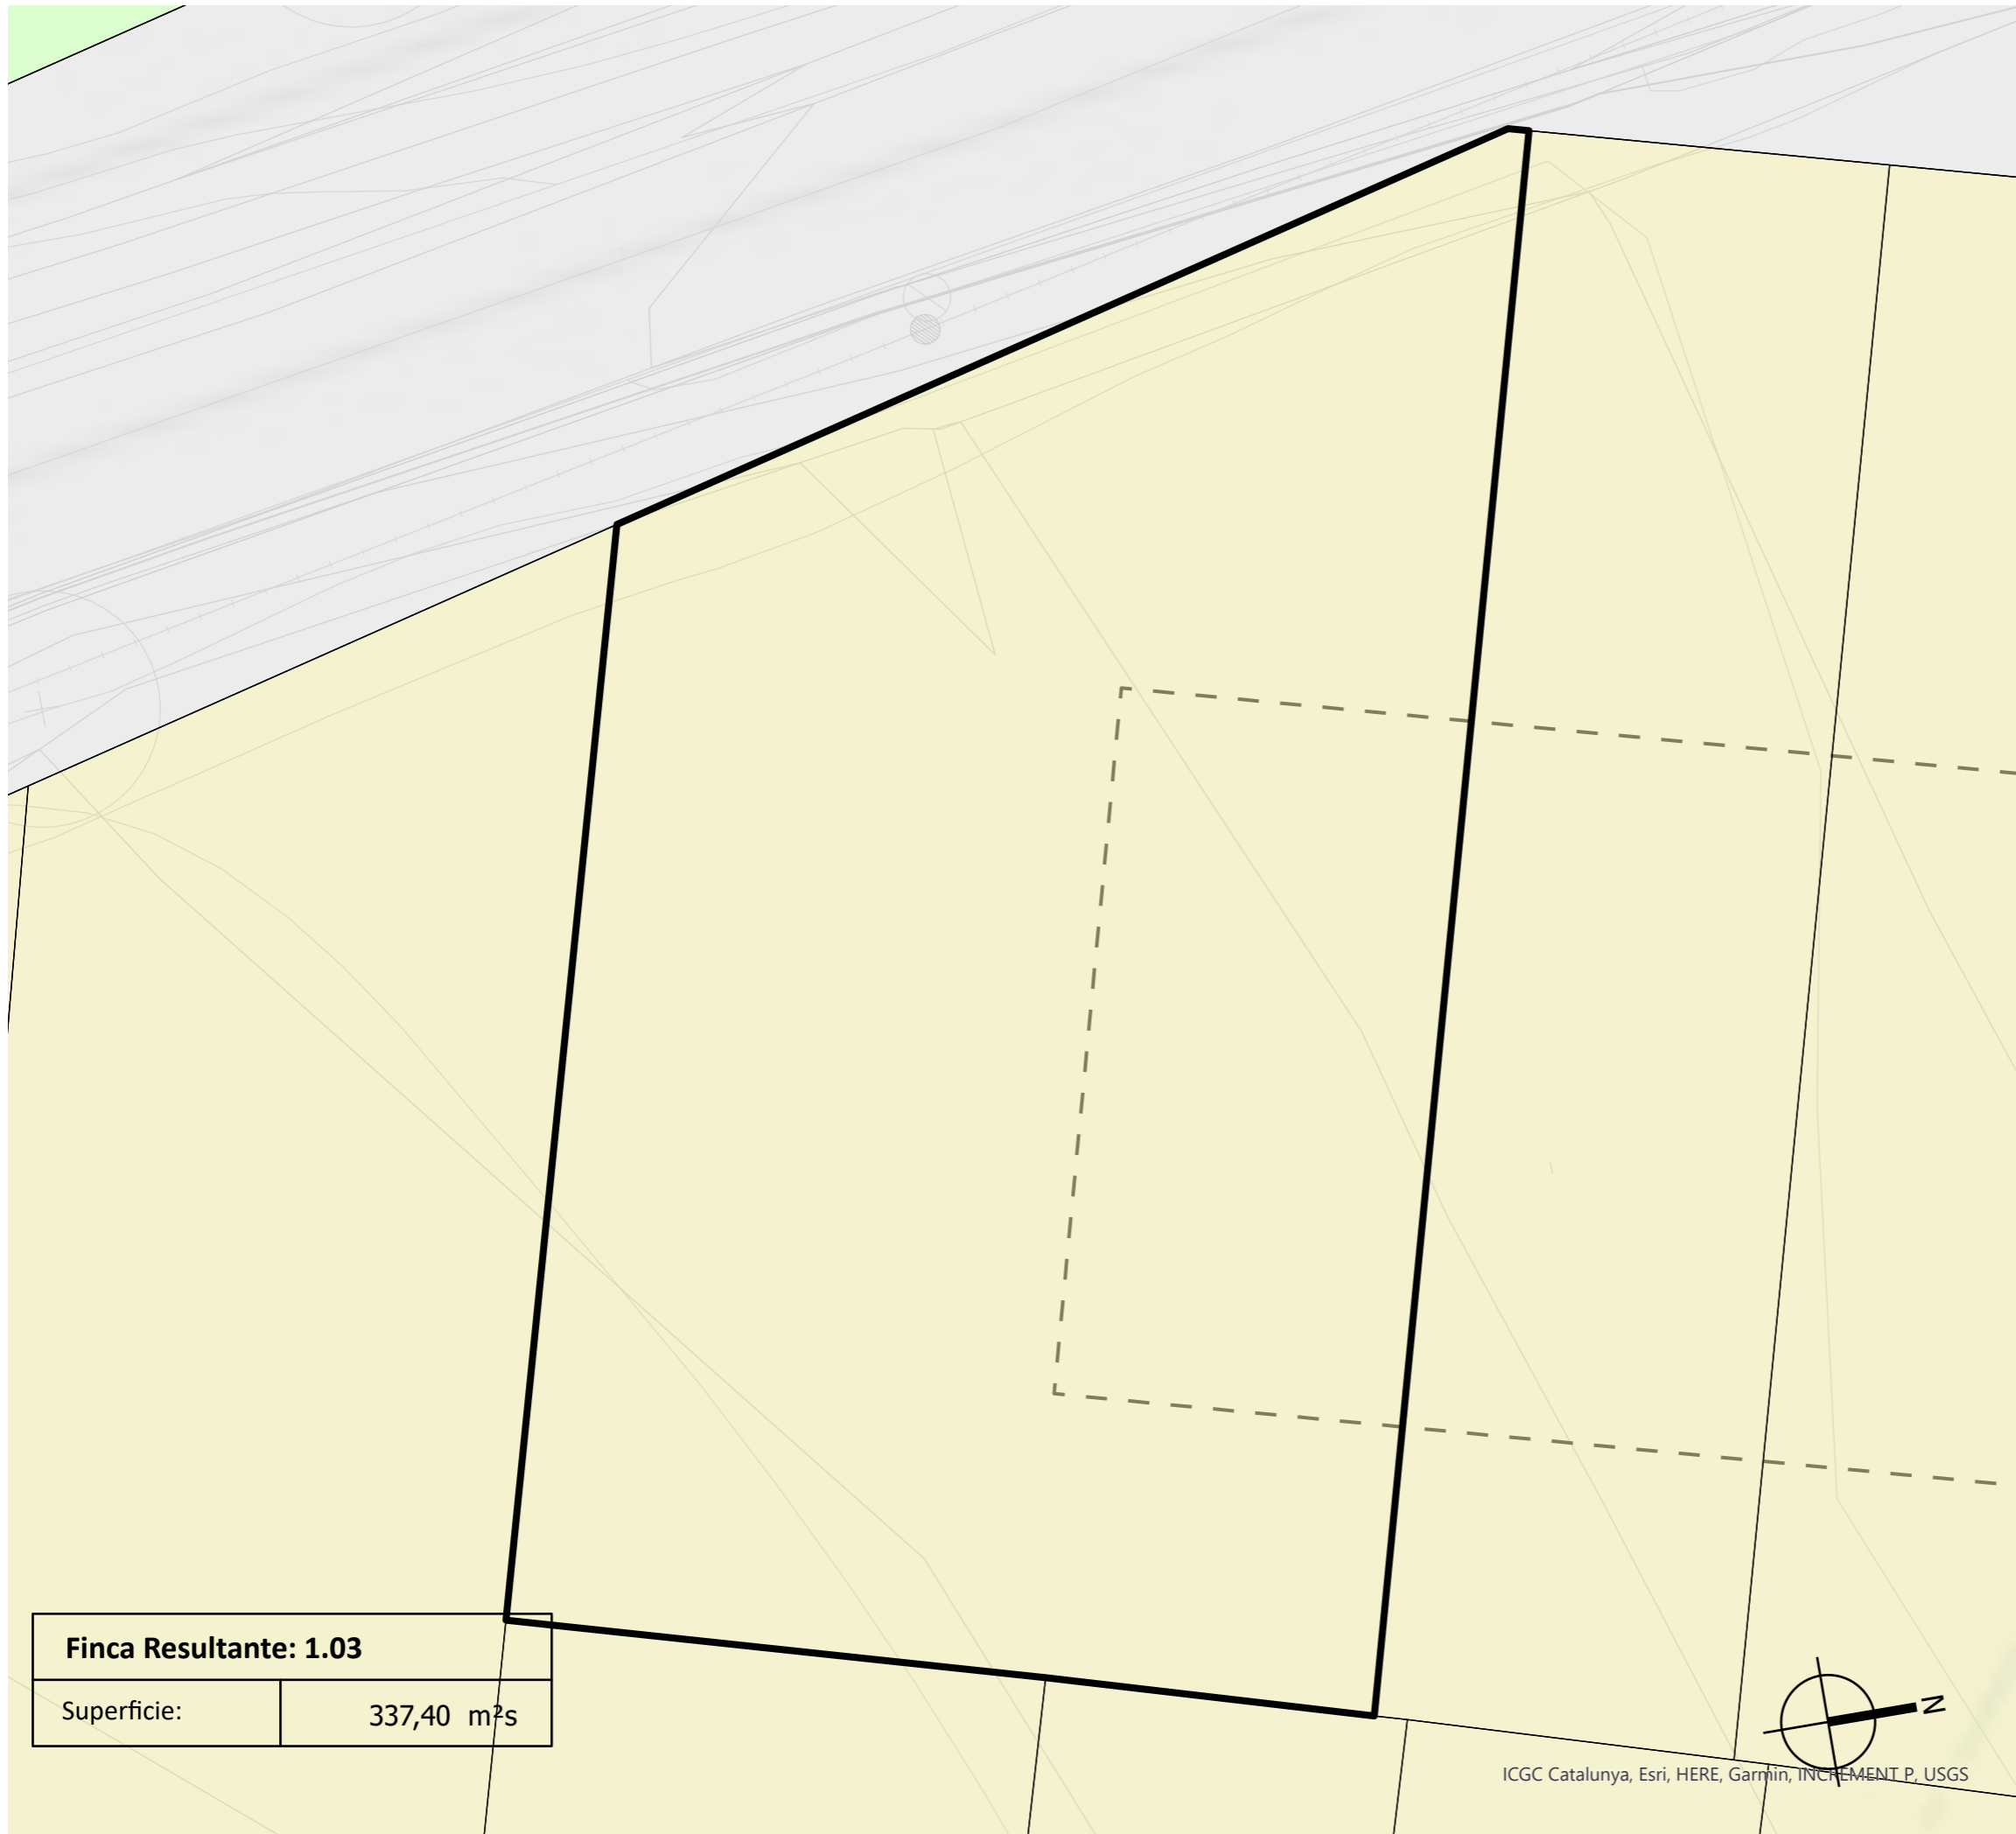 Finca Resultante: 1.03
Superficie: 337,40 m²s
N
ICGC Catalunya, Esri, HERE, Garmin, INCREMENT P, USGS